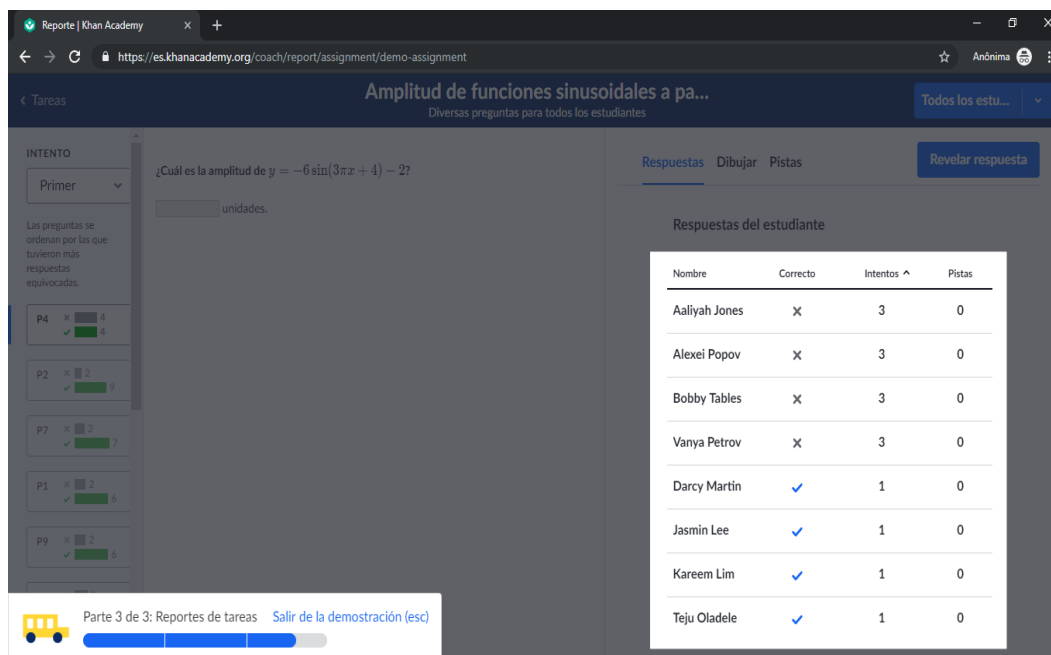 Reporte | Khan Academy
https://es.khanacademy.org/coach/report/assignment/demo-assignment
Anônima
Tareas
Amplitud de funciones sinusoidales a pa...
Diversas preguntas para todos los estudiantes
Todos los estu...
INTENTO
Primer
Las preguntas se
ordenan por las que
tuvieron más
respuestas
equivocadas.
P4 4
4
P2 2
9
P7 2
7
P1 2
6
P9 2
6
¿Cuál es la amplitud de y = −6 sin(3πx + 4) − 2?
unidades.
Respuestas Dibujar Pistas
Revelar respuesta
Respuestas del estudiante
Nombre Correcto Intentos Pistas
Aaliyah Jones 3 0
Alexei Popov 3 0
Bobby Tables 3 0
Vanya Petrov 3 0
Darcy Martin 1 0
Jasmin Lee 1 0
Kareem Lim 1 0
Teju Oladele 1 0
Parte 3 de 3: Reportes de tareas Salir de la demostración (esc)